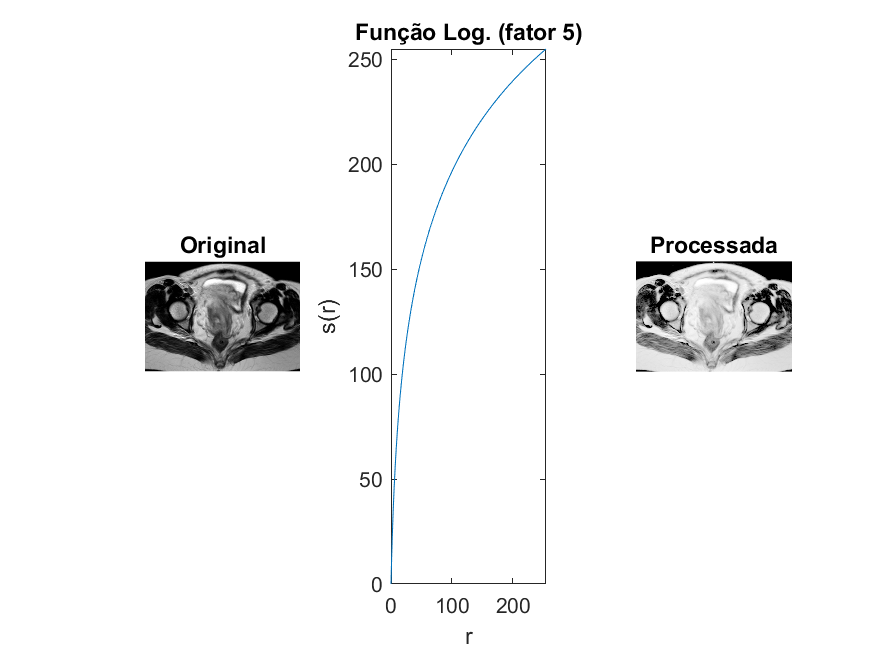 Função Log. (fator 5)
250
200
150
100
50
0
s(r)
0 100 200
r
Original
Processada